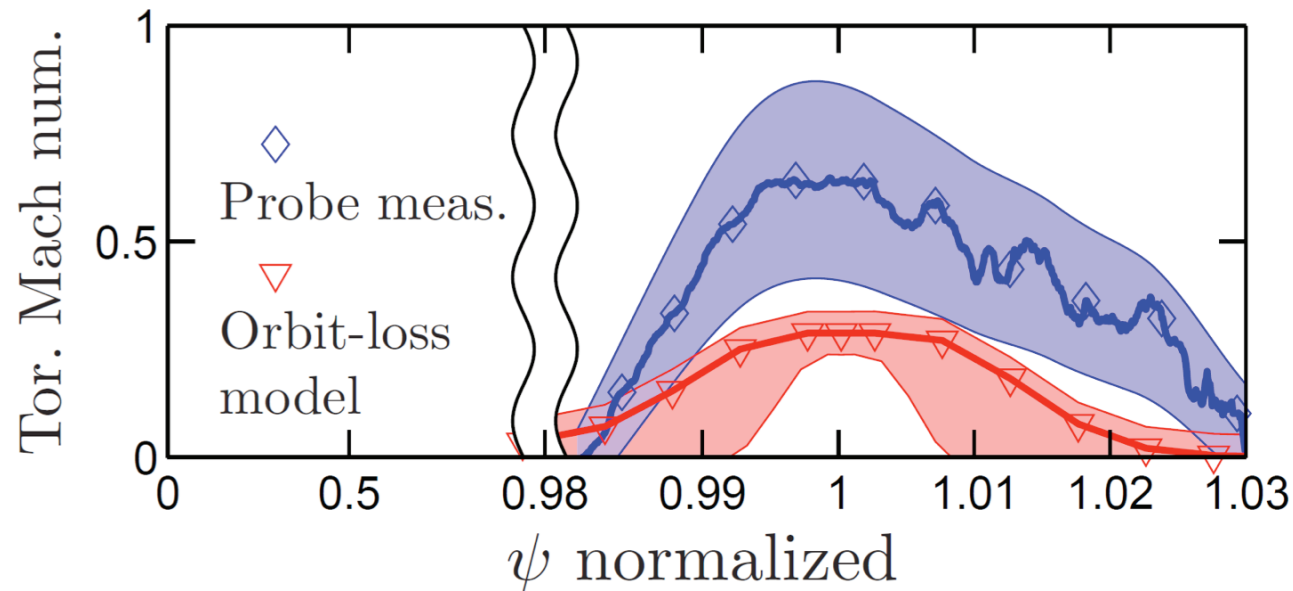 Tor. Mach num.
1
0.5
0
Probe meas.
Orbit-loss
model
0 0.5 0.98 0.99 1 1.01 1.02 1.03
ψ normalized